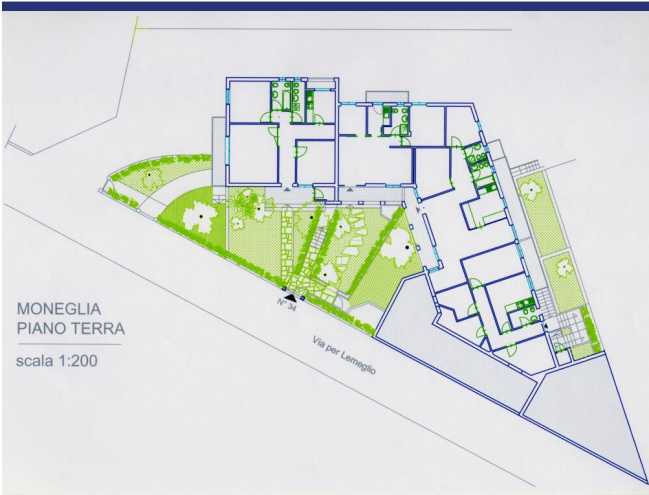 MONEGLIA
PIANO TERRA
scala 1:200
N° 34
Via per Lemeglio